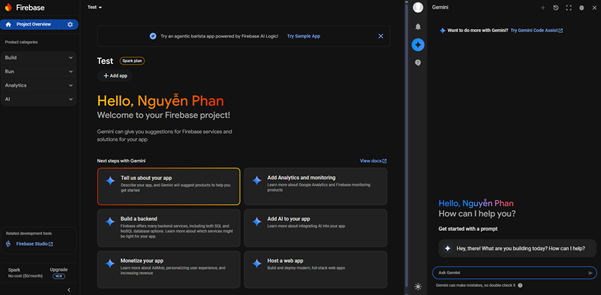 Firebase
Project Overview
Product categories
Build
Run
Analytics
AI
Related development tools
Firebase Studio
Spark
No-cost ($0/month)
Upgrade
NEW
Test
Try an agentic barista app powered by Firebase AI Logic!
Try Sample App
Test
Spark plan
+ Add app
Hello, Nguyễn Phan
Welcome to your Firebase project!
Gemini can give you suggestions for Firebase services and
solutions for your app
Next steps with Gemini
View docs
Tell us about your app
Describe your app, and Gemini will suggest products to help you
get started
Add Analytics and monitoring
Learn more about Google Analytics and Firebase monitoring
products
Build a backend
Firebase offers many backend services, including both SQL and
NoSQL database options. Learn more about which services might
be right for your app.
Add AI to your app
Learn more about integrating AI into your app
Monetize your app
Learn more about AdMob, personalizing user experience, and
increasing revenue
Host a web app
Build and deploy modern, full-stack web apps
Gemini
Want to do more with Gemini? Try Gemini Code Assist
Hello, Nguyễn Phan
How can I help you?
Get started with a prompt
Hey, there! What are you building today? How can I help?
Ask Gemini
Gemini can make mistakes, so double-check it